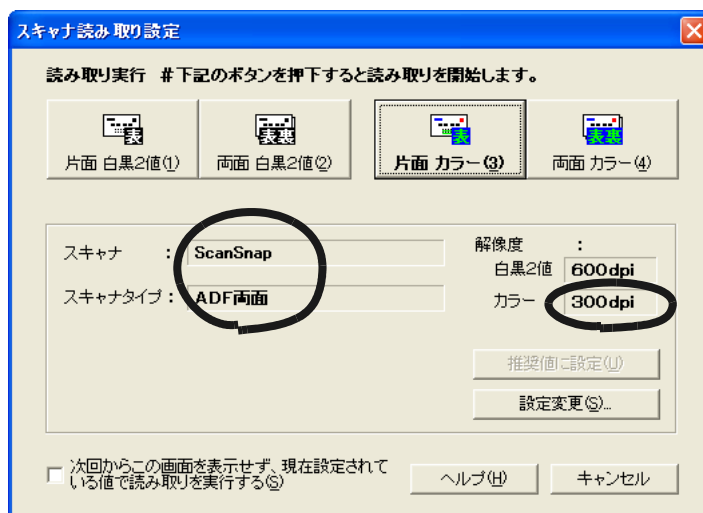 スキャナ読み取り設定
読み取り実行 #下記のボタンを押下すると読み取りを開始します。
表 表裏 表 表裏
片面 白黒2値(1) 両面 白黒2値(2) 片面 カラー(3) 両面 カラー(4)
スキャナ : ScanSnap
スキャナタイプ : ADF両面
解像度 :
白黒2値 600dpi
カラー 300dpi
推奨値に設定(U)
設定変更(S)...
次回からこの画面を表示せず、現在設定されて
いる値で読み取りを実行する(G)
ヘルプ(H) キャンセル